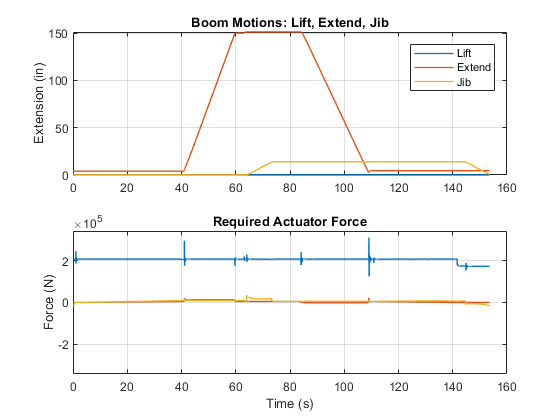 Boom Motions: Lift, Extend, Jib
Extension (in)
150
100
50
0
Lift
Extend
Jib
0 20 40 60 80 100 120 140 160
Required Actuator Force
×10^5
Force (N)
2
0
-2
0 20 40 60 80 100 120 140 160
Time (s)